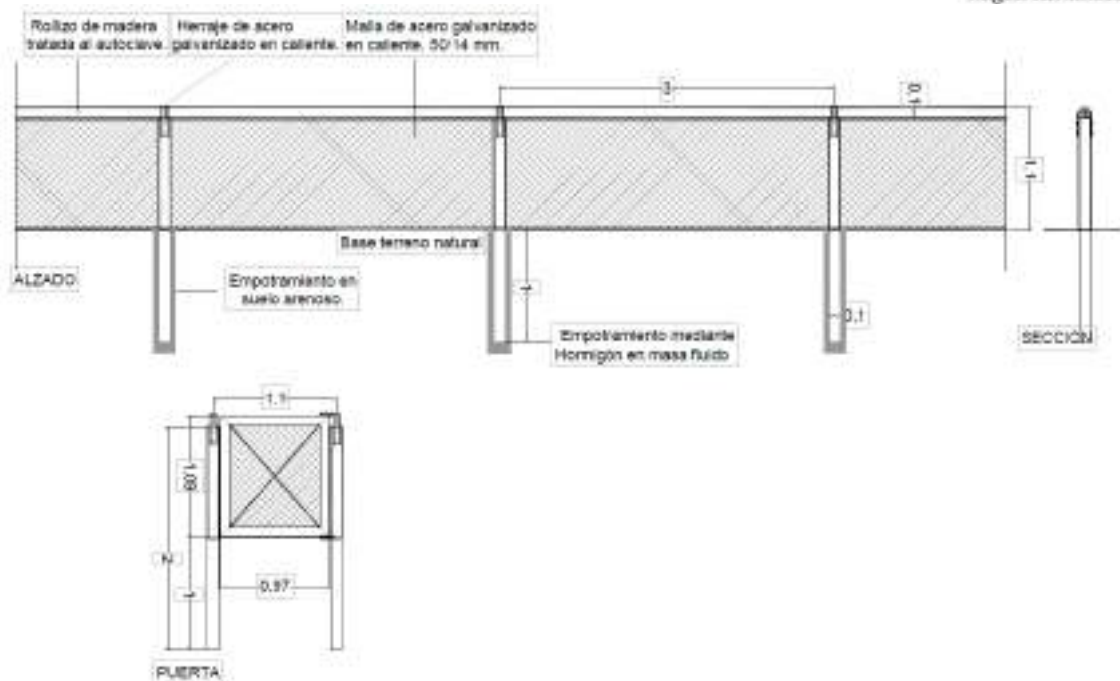 Rollizo de madera
tratada al autoclave.
Herraje de acero
galvanizado en caliente.
Malla de acero galvanizado
en caliente. 50/14 mm.
3
0.1
1.1
Base terreno natural
ALZADO
Empotramiento en
suelo arenoso.
1
0.1
Empotramiento mediante
Hormigón en masa fluido
SECCIÓN
1.1
1.09
2
1
0.97
PUERTA